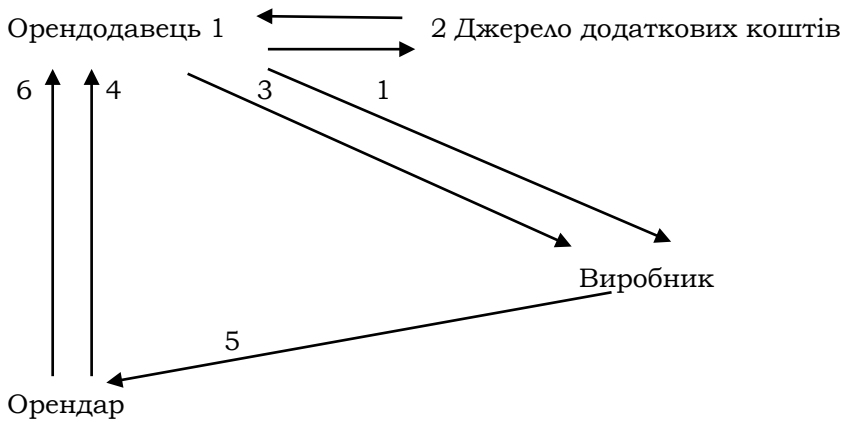 Орендодавець 1 2 Джерело додаткових коштів
6 4 3 1
Виробник
5
Орендар